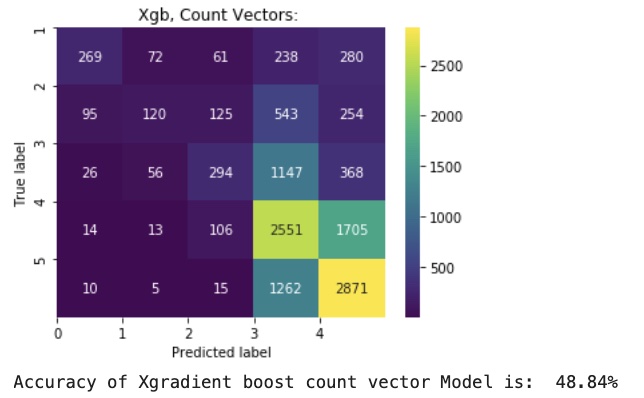 Xgb, Count Vectors:
1
269 72 61 238 280
2
95 120 125 543 254
3
26 56 294 1147 368
4
14 13 106 2551 1705
5
10 5 15 1262 2871
True label
0 1 2 3 4
Predicted label
2500
2000
1500
1000
500
Accuracy of Xgradient boost count vector Model is: 48.84%